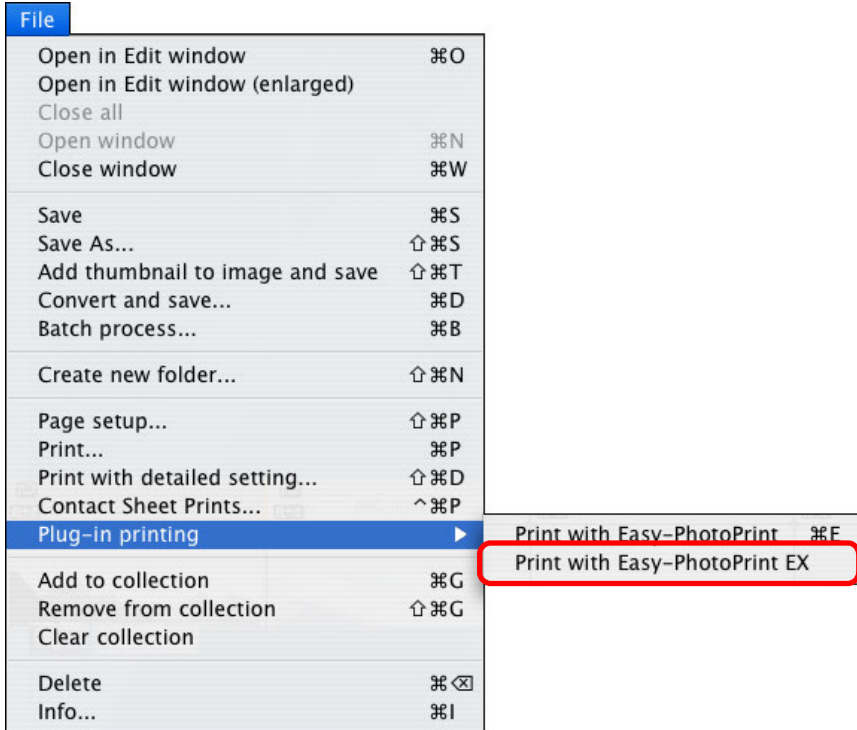 File
Open in Edit window ⌘O
Open in Edit window (enlarged)
Close all
Open window ⌘N
Close window ⌘W
Save ⌘S
Save As... ⇧⌘S
Add thumbnail to image and save ⇧⌘T
Convert and save... ⌘D
Batch process... ⌘B
Create new folder... ⇧⌘N
Page setup... ⇧⌘P
Print... ⌘P
Print with detailed setting... ⇧⌘D
Contact Sheet Prints... ^⌘P
Plug-in printing ▶
Print with Easy-PhotoPrint ⌘E
Print with Easy-PhotoPrint EX
Add to collection ⌘G
Remove from collection ⇧⌘G
Clear collection
Delete ⌘⌫
Info... ⌘I